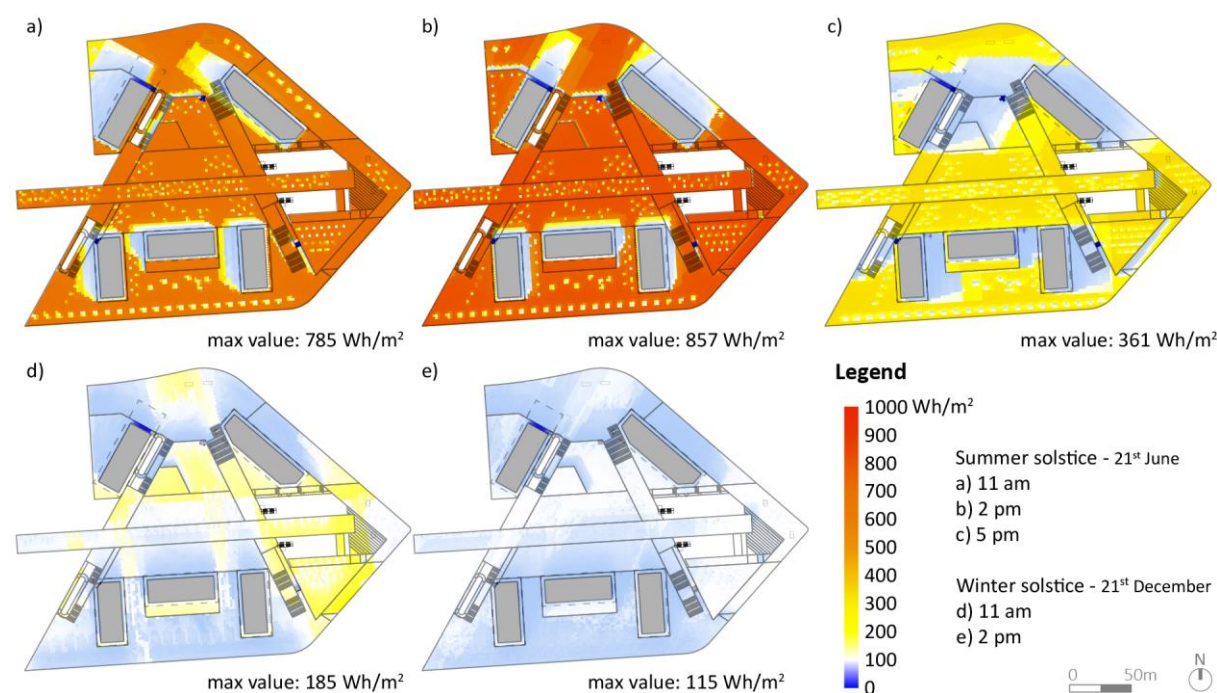 a)
b)
c)
max value: 785 Wh/m²
max value: 857 Wh/m²
max value: 361 Wh/m²
d)
e)
max value: 185 Wh/m²
max value: 115 Wh/m²
Legend
1000 Wh/m²
900
800
700
600
500
400
300
200
100
0
Summer solstice - 21st June
a) 11 am
b) 2 pm
c) 5 pm
Winter solstice - 21st December
d) 11 am
e) 2 pm
0 50m
N